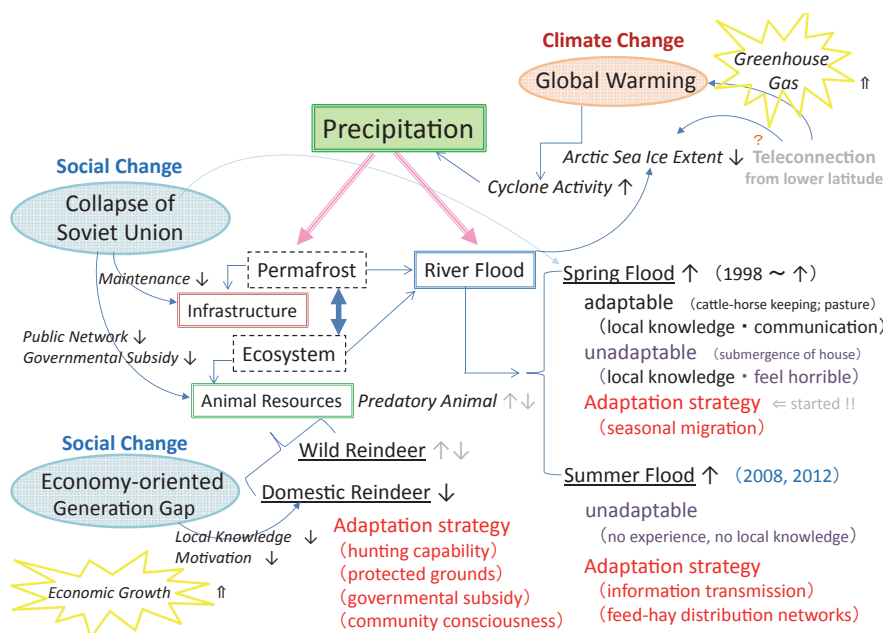 Climate Change
Global Warming
Greenhouse
Gas ⇑
Precipitation
?
Arctic Sea Ice Extent ↓
Teleconnection
from lower latitude
Cyclone Activity ↑
Social Change
Collapse of
Soviet Union
Maintenance ↓
Permafrost
River Flood
Infrastructure
Public Network ↓
Governmental Subsidy ↓
Ecosystem
Animal Resources
Predatory Animal ↑↓
Wild Reindeer ↑↓
Social Change
Economy-oriented
Generation Gap
Domestic Reindeer ↓
Local Knowledge ↓
Motivation ↓
Economic Growth ⇑
Adaptation strategy
（hunting capability）
（protected grounds）
（governmental subsidy）
（community consciousness）
Spring Flood ↑ （1998 ～ ↑）
adaptable （cattle-horse keeping; pasture）
（local knowledge・communication）
unadaptable （submergence of house）
（local knowledge・feel horrible）
Adaptation strategy ⇐ started !!
（seasonal migration）
Summer Flood ↑ （2008, 2012）
unadaptable
（no experience, no local knowledge）
Adaptation strategy
（information transmission）
（feed-hay distribution networks）